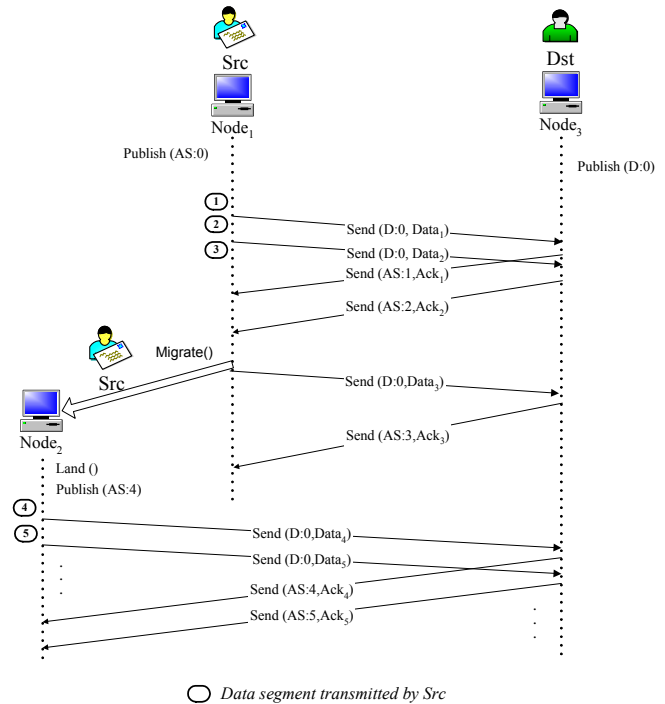 Src
Dst
Node1
Node3
Publish (AS:0)
Publish (D:0)
1
2
3
Send (D:0, Data1)
Send (D:0, Data2)
Send (AS:1,Ack1)
Send (AS:2,Ack2)
Migrate()
Src
Send (D:0,Data3)
Node2
Send (AS:3,Ack3)
Land ()
Publish (AS:4)
4
5
Send (D:0,Data4)
Send (D:0,Data5)
Send (AS:4,Ack4)
Send (AS:5,Ack5)
Data segment transmitted by Src